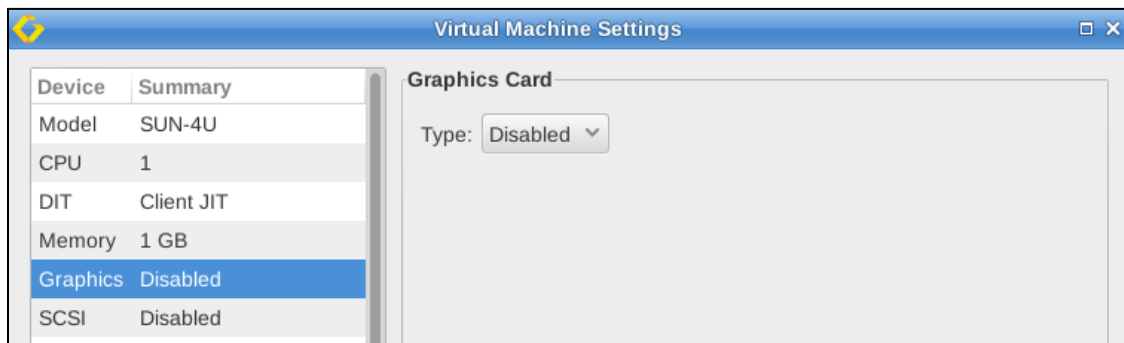 Virtual Machine Settings
Device Summary
Model SUN-4U
CPU 1
DIT Client JIT
Memory 1 GB
Graphics Disabled
SCSI Disabled
Graphics Card
Type: Disabled